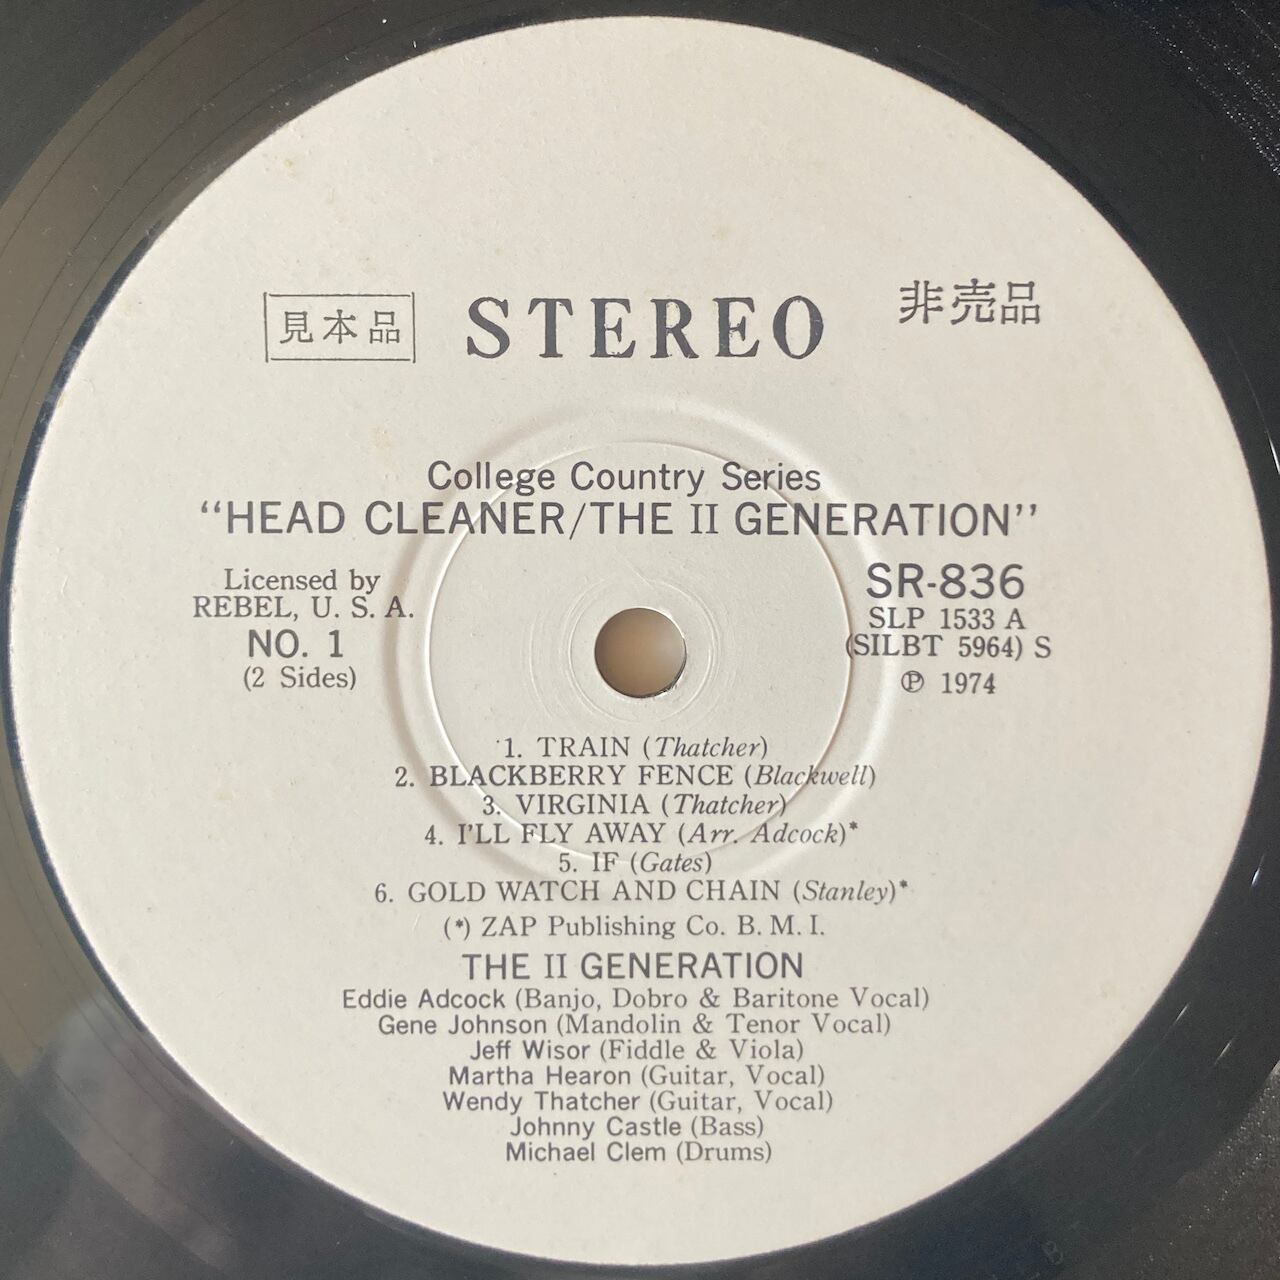 見本品
STEREO
非売品
College Country Series
“HEAD CLEANER/THE II GENERATION”
Licensed by
REBEL, U. S. A.
NO. 1
(2 Sides)
SR-836
SLP 1533 A
(SILBT 5964) S
Ⓟ 1974
1. TRAIN (Thatcher)
2. BLACKBERRY FENCE (Blackwell)
3. VIRGINIA (Thatcher)
4. I'LL FLY AWAY (Arr. Adcock)*
5. IF (Gates)
6. GOLD WATCH AND CHAIN (Stanley)*
(*) ZAP Publishing Co. B. M. I.
THE II GENERATION
Eddie Adcock (Banjo, Dobro & Baritone Vocal)
Gene Johnson (Mandolin & Tenor Vocal)
Jeff Wisor (Fiddle & Viola)
Martha Hearon (Guitar, Vocal)
Wendy Thatcher (Guitar, Vocal)
Johnny Castle (Bass)
Michael Clem (Drums)